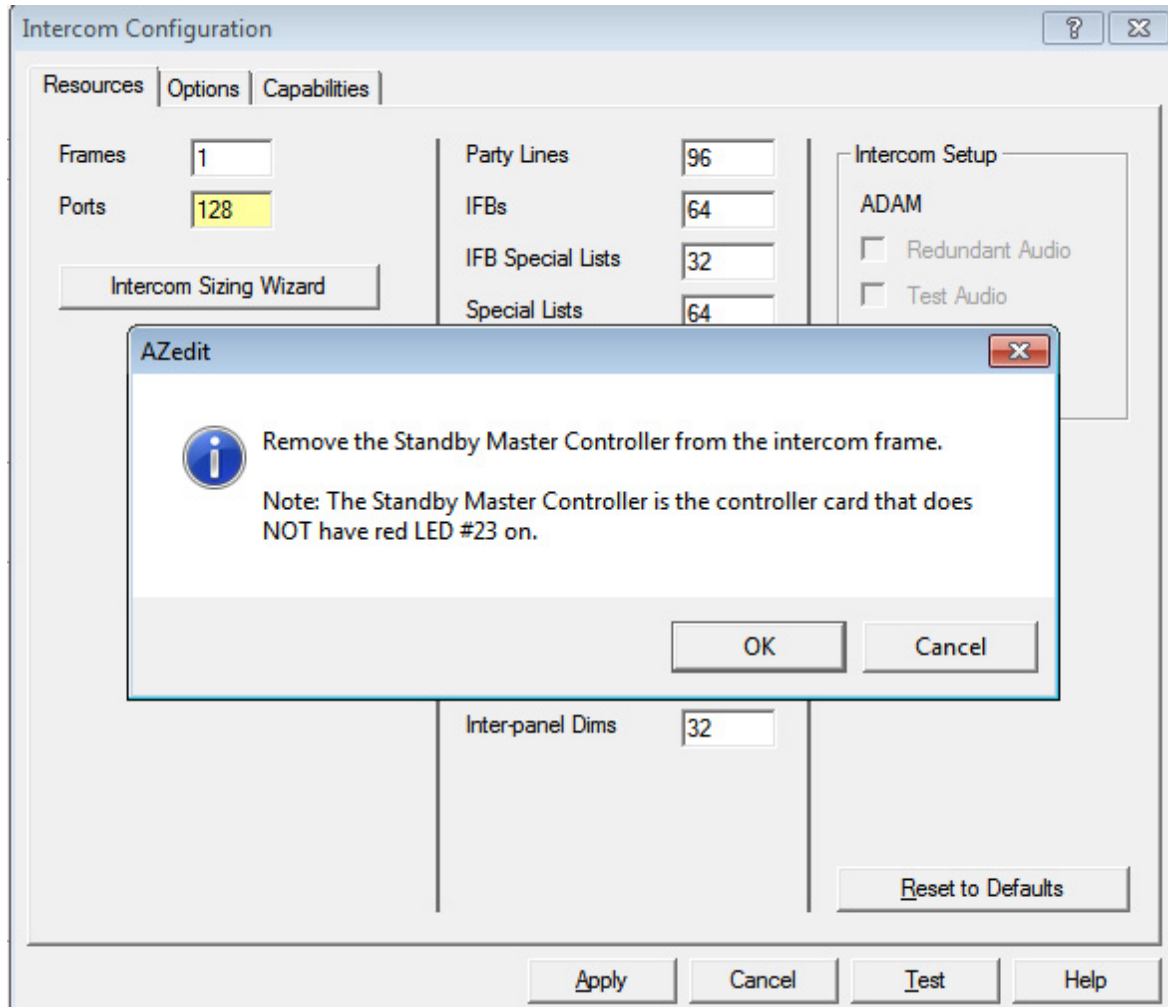 Intercom Configuration
Resources
Options
Capabilities
Frames
1
Ports
128
Intercom Sizing Wizard
Party Lines
96
IFBs
64
IFB Special Lists
32
Special Lists
64
Intercom Setup
ADAM
Redundant Audio
Test Audio
AZedit
Remove the Standby Master Controller from the intercom frame.
Note: The Standby Master Controller is the controller card that does
NOT have red LED #23 on.
OK
Cancel
Inter-panel Dims
32
Reset to Defaults
Apply
Cancel
Test
Help